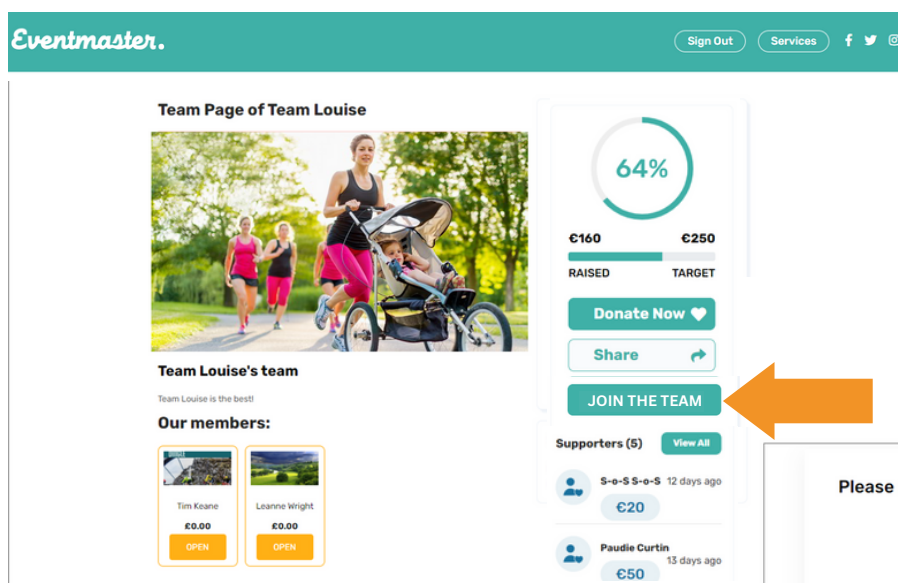 Eventmaster.
Sign Out
Services
Team Page of Team Louise
64%
€160 €250
RAISED TARGET
Donate Now
Share
JOIN THE TEAM
Team Louise's team
Team Louise is the best!
Our members:
Tim Keane
£0.00
OPEN
Leanne Wright
£0.00
OPEN
Supporters (5)
View All
S-o-S S-o-S 12 days ago
€20
Paudie Curtin
13 days ago
€50
Please